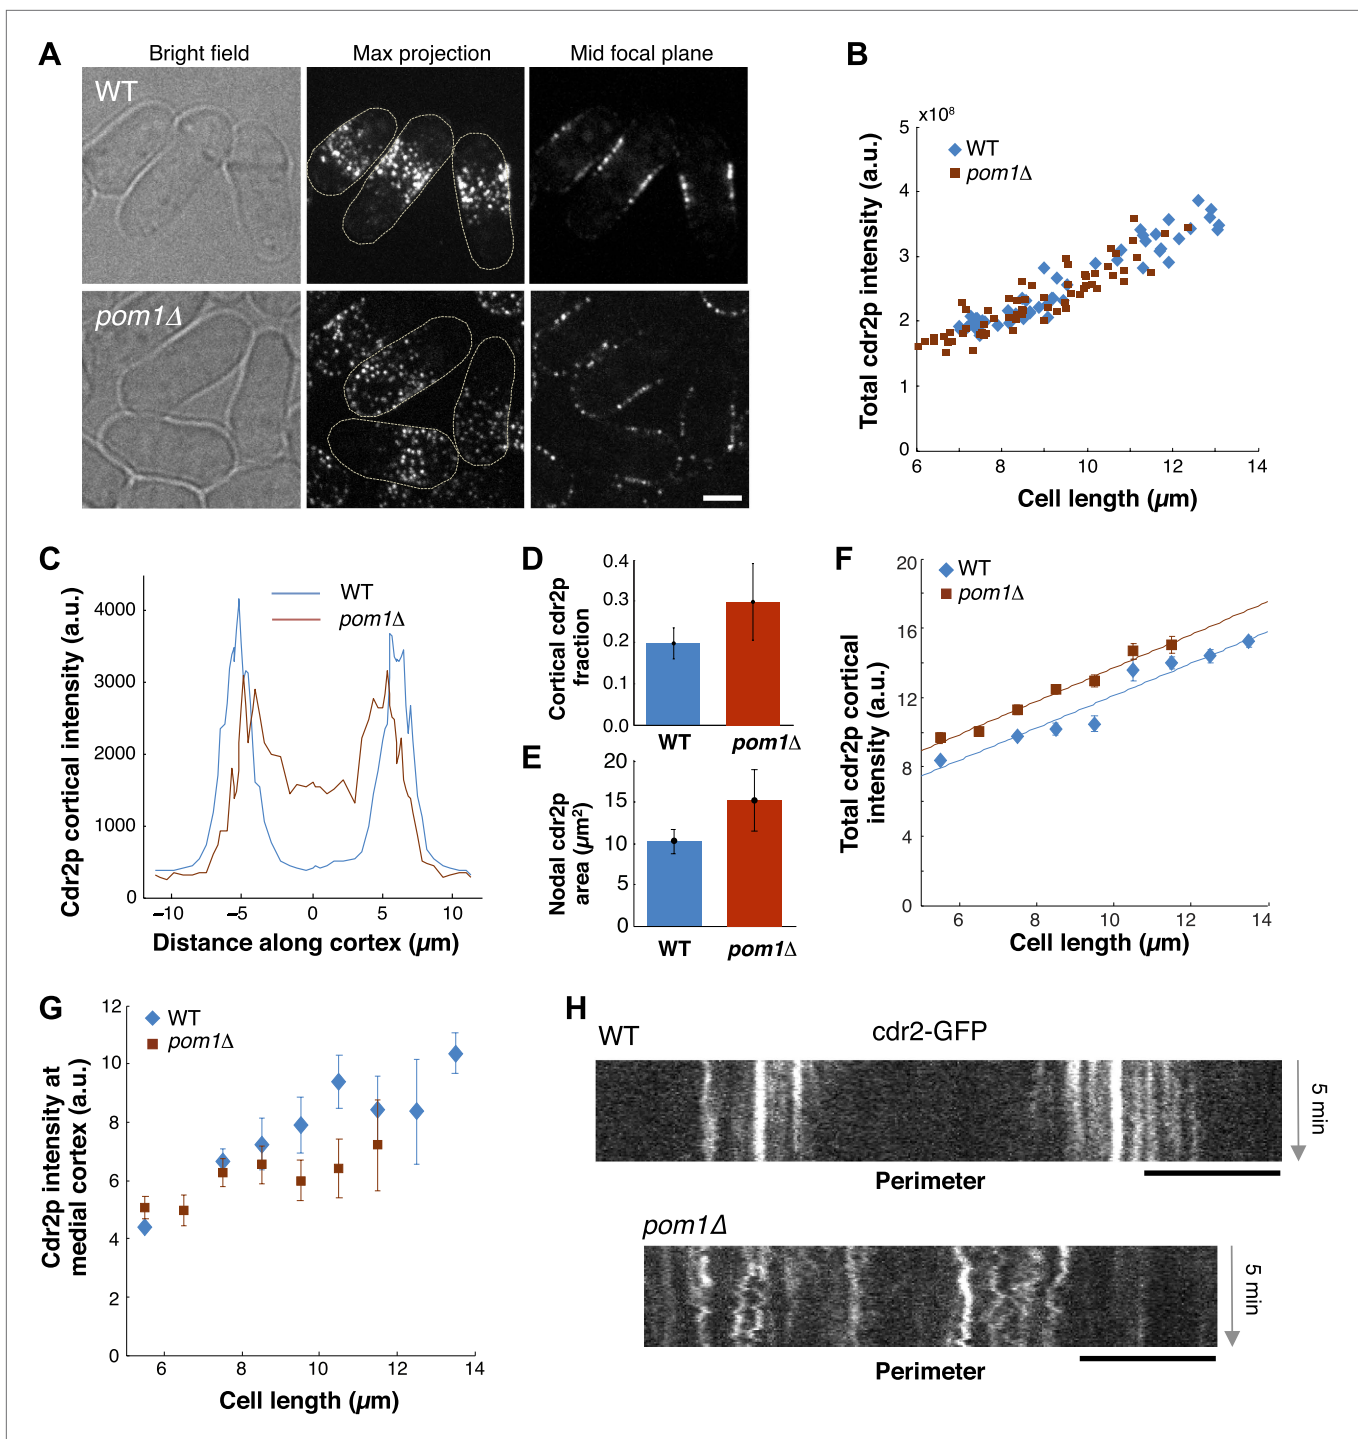 A
Bright field
Max projection
Mid focal plane
WT
pom1Δ
B
x10⁸
5
4
3
2
1
0
6
8
10
12
14
WT
pom1Δ
Total cdr2p intensity (a.u.)
Cell length (µm)
C
4000
3000
2000
1000
0
−10
−5
0
5
10
WT
pom1Δ
Cdr2p cortical intensity (a.u.)
Distance along cortex (µm)
D
0.4
0.3
0.2
0.1
0.0
Cortical cdr2p
fraction
WT
pom1Δ
E
20
15
10
5
0
Nodal cdr2p
area (µm²)
WT
pom1Δ
F
20
16
12
8
4
0
6
8
10
12
14
WT
pom1Δ
Total cdr2p cortical
intensity (a.u.)
Cell length (µm)
G
12
10
8
6
4
2
0
6
8
10
12
14
WT
pom1Δ
Cdr2p intensity at
medial cortex (a.u.)
Cell length (µm)
H
WT
cdr2-GFP
5 min
Perimeter
pom1Δ
5 min
Perimeter